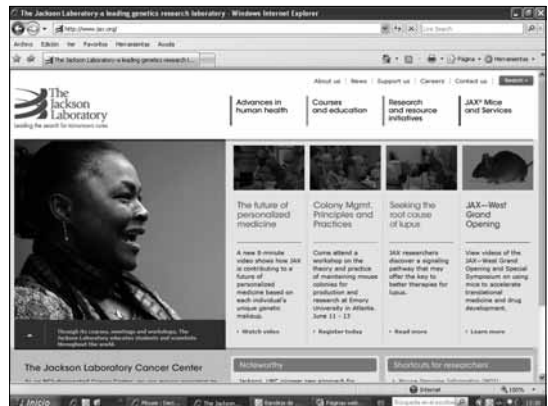 The Jackson Laboratory-a leading genetics research laboratory - Windows Internet Explorer
http://www.jax.org/
Live Search
Archivo Edición Ver Favoritos Herramientas Ayuda
The Jackson Laboratory-a leading genetics research l...
Página Herramientas
About us | News | Support us | Careers | Contact us | Search
The
Jackson
Laboratory
Leading the search for tomorrow's cures
Advances in
human health
Courses
and education
Research
and resource
initiatives
JAX® Mice
and Services
The future of
personalized
medicine
A new 8-minute
video shows how JAX
is contributing to a
future of
personalized
medicine based on
each individual's
unique genetic
makeup.
› Watch video
Colony Mgmt.
Principles and
Practices
Come attend a
workshop on the
theory and practice
of maintaining mouse
colonies for
production and
research at Emory
University in Atlanta.
June 11 - 13
› Register today
Seeking the
root cause
of lupus
JAX researchers
discover a signaling
pathway that may
offer the key to
better therapies for
lupus.
› Read more
JAX—West
Grand
Opening
View videos of the
JAX—West Grand
Opening and Special
Symposium on using
mice to accelerate
translational
medicine and drug
development.
› Learn more
Through its courses, meetings and workshops, The
Jackson Laboratory educates students and scientists
throughout the world.
The Jackson Laboratory Cancer Center
Noteworthy
Shortcuts for researchers
Internet 100%
Inicio